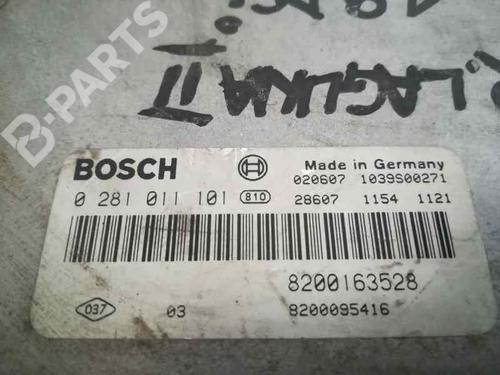 B-PARTS
R. LAGUNA II
BOSCH
Made in Germany
020607 1039S00271
0 281 011 101 810
28607 1154 1121
8200163528
037 03 8200095416